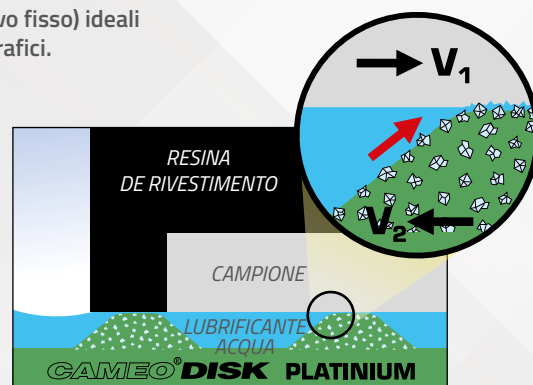 vo fisso) ideali
rafici.
V1
V2
RESINA
DE RIVESTIMENTO
CAMPIONE
LUBRIFICANTE
ACQUA
CAMEO® DISK PLATINIUM